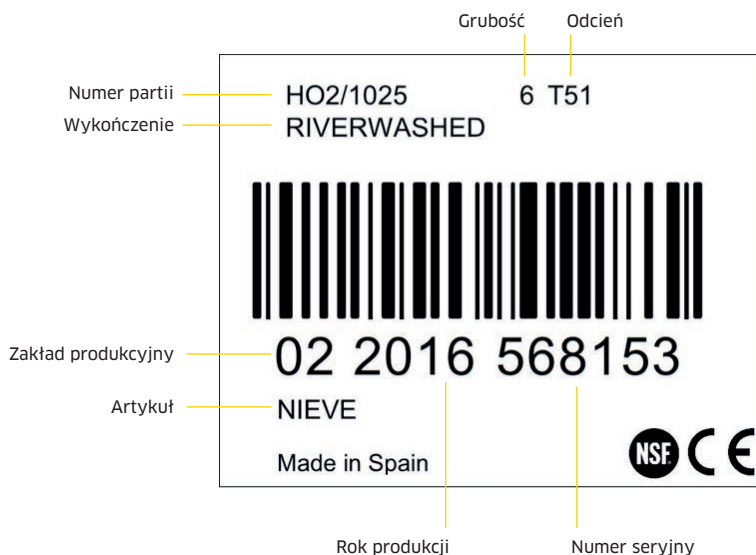 Grubość Odcień
Numer partii HO2/1025 6 T51
Wykończenie RIVERWASHED
Zakład produkcyjny 02 2016 568153
Artykuł NIEVE
Made in Spain NSF CE
Rok produkcji Numer seryjny